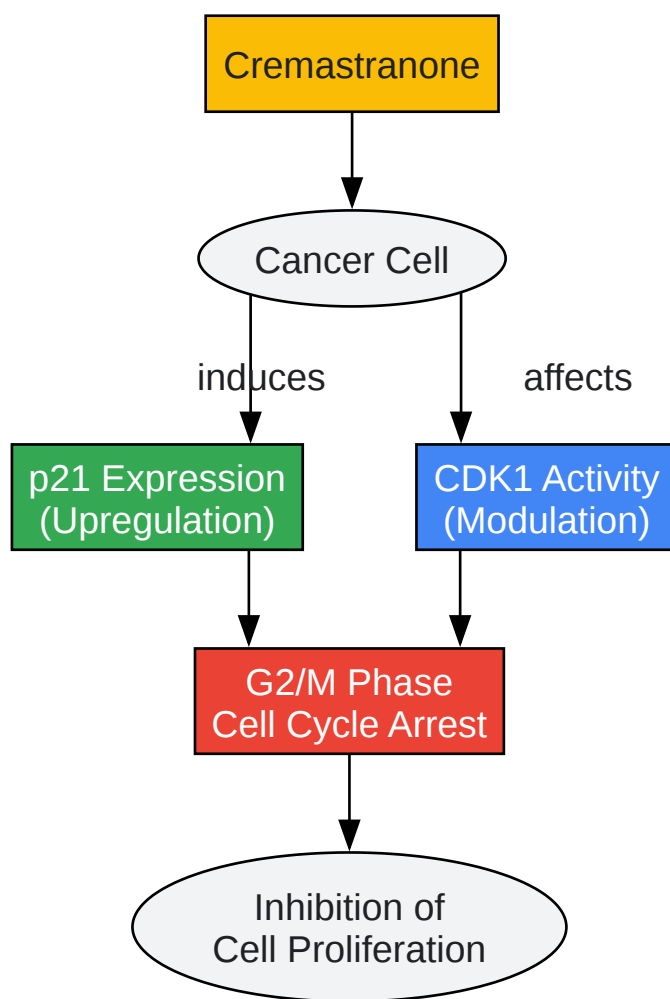 Cremastranone
Cancer Cell
induces
affects
p21 Expression
(Upregulation)
CDK1 Activity
(Modulation)
G2/M Phase
Cell Cycle Arrest
Inhibition of
Cell Proliferation